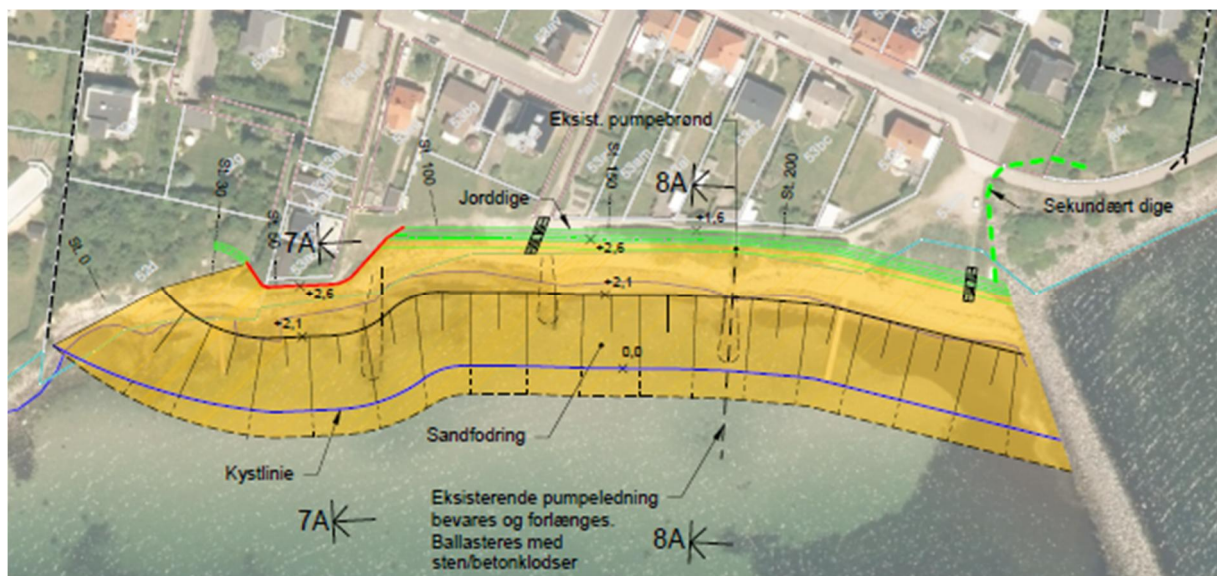 Eksist. pumpebrønd
St. 100
St. 150
8A
St. 200
Jorddige
+1,6
Sekundært dige
St. 30
St. 50
7A
St. 0
+2,6
+2,6
+2,1
+2,1
0,0
Sandfodring
Kystlinie
Eksisterende pumpeledning
bevares og forlænges.
Ballasteres med
sten/betonklodser
7A
8A